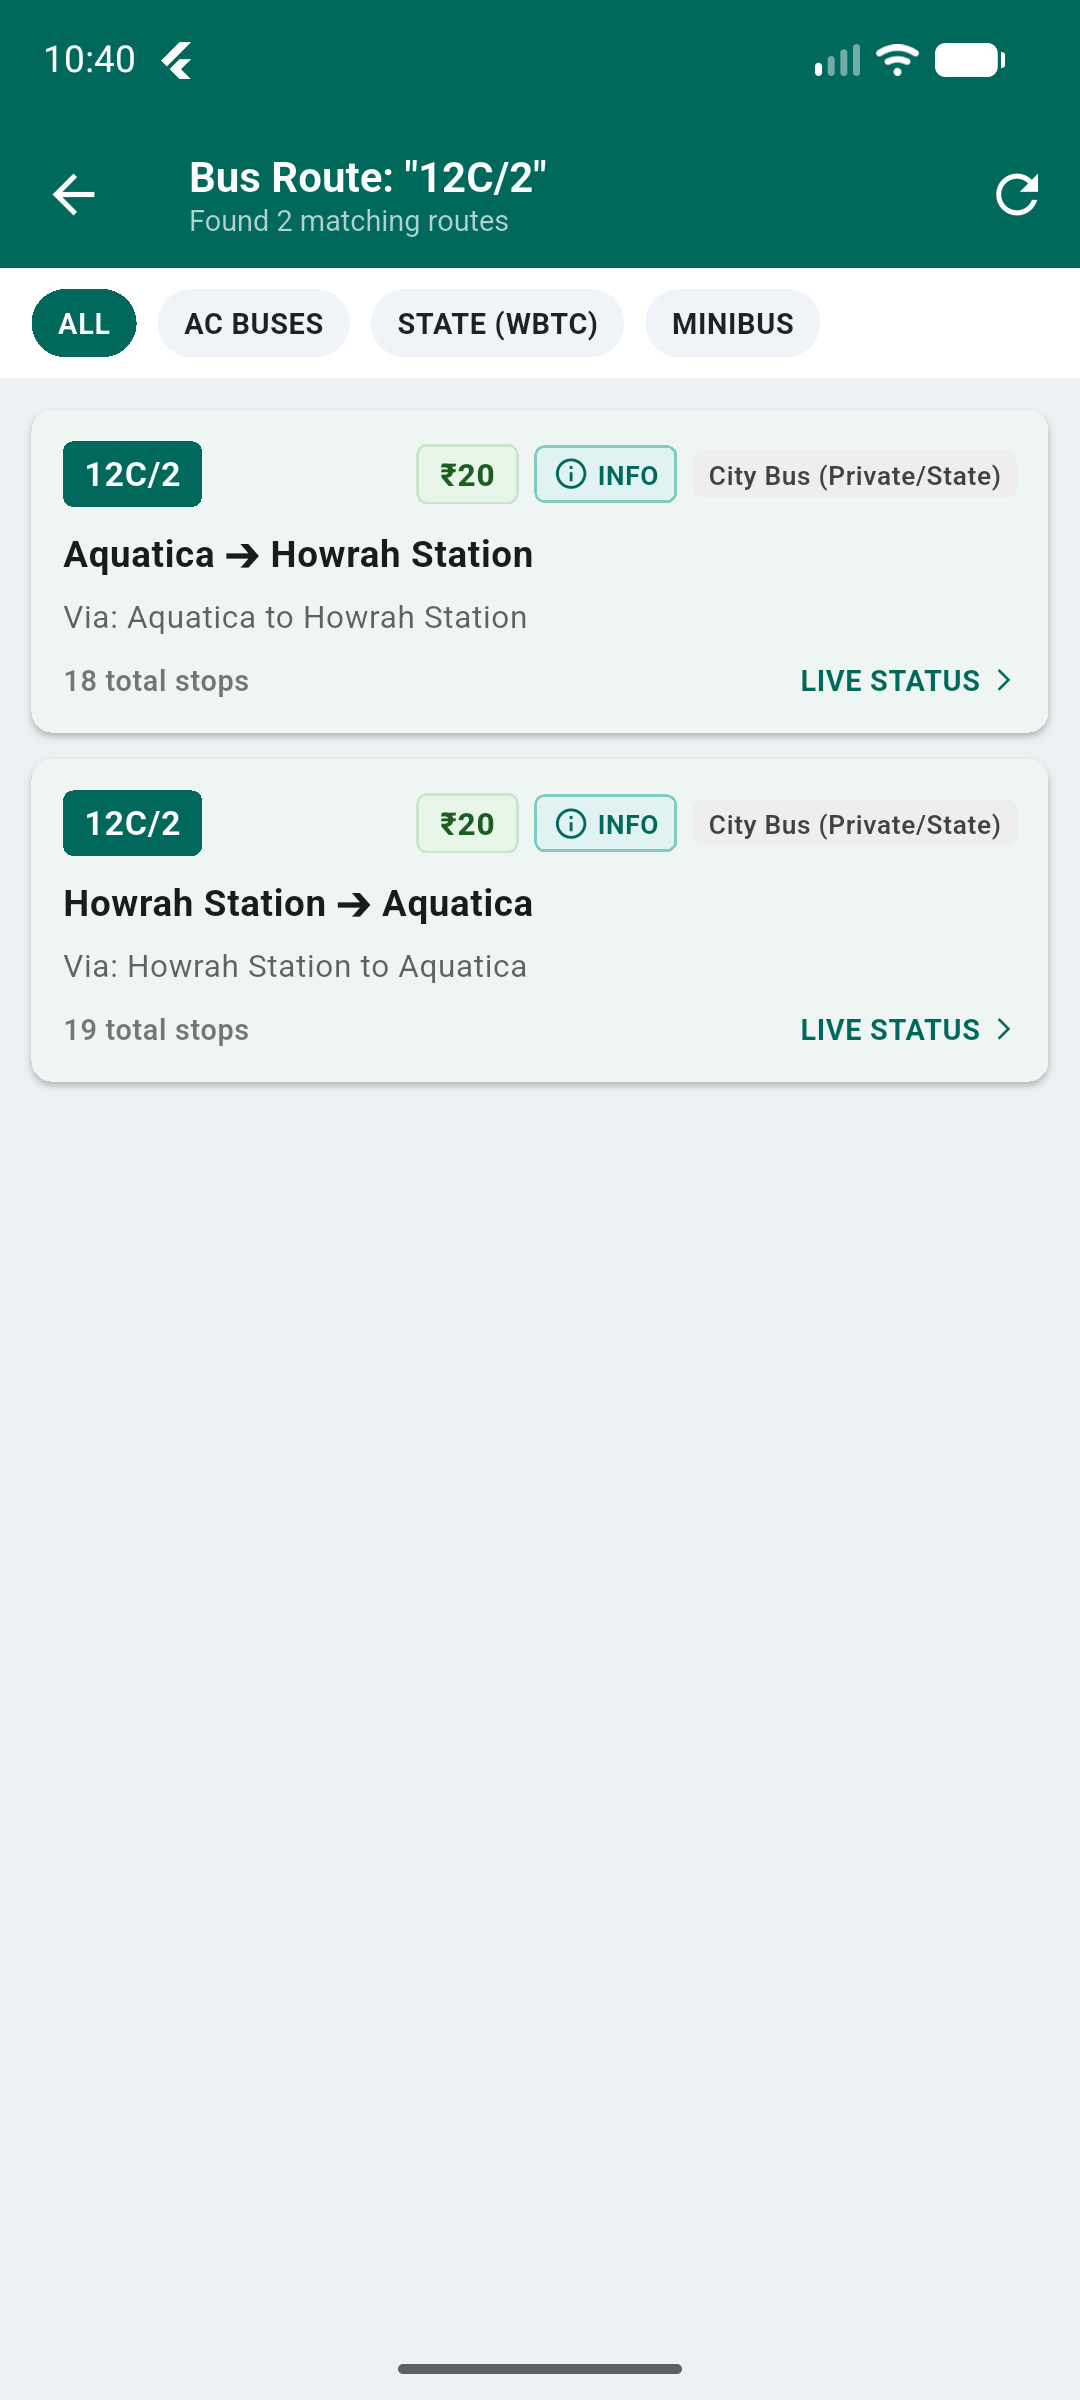 10:40
Bus Route: "12C/2"
Found 2 matching routes
ALL
AC BUSES
STATE (WBTC)
MINIBUS
12C/2
₹20
INFO
City Bus (Private/State)
Aquatica ➔ Howrah Station
Via: Aquatica to Howrah Station
18 total stops
LIVE STATUS
12C/2
₹20
INFO
City Bus (Private/State)
Howrah Station ➔ Aquatica
Via: Howrah Station to Aquatica
19 total stops
LIVE STATUS